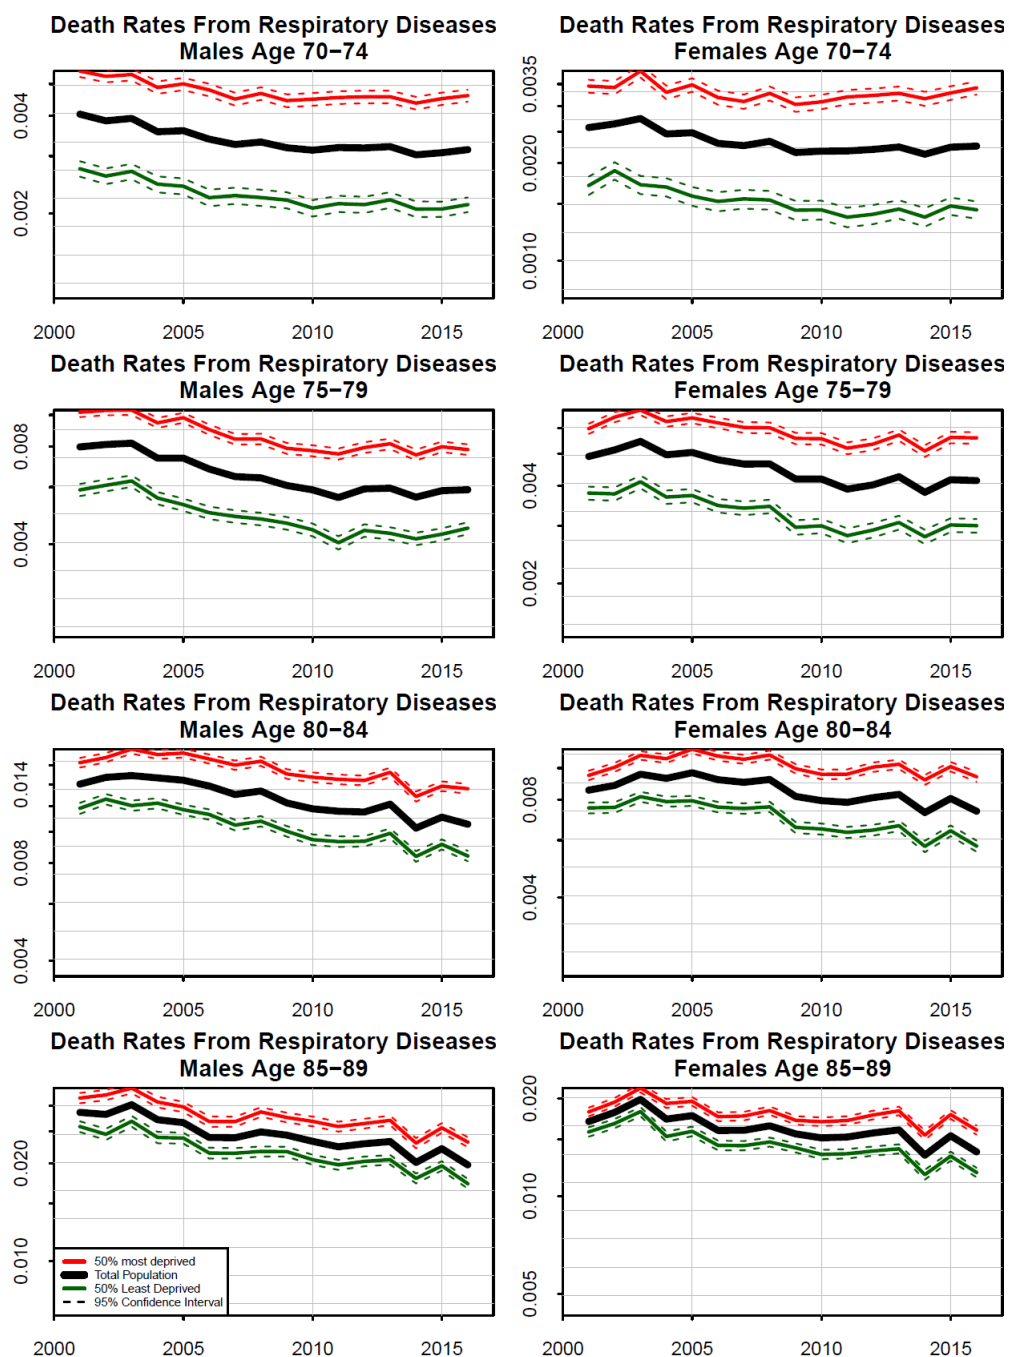 Death Rates From Respiratory Diseases
Males Age 70−74
0.004
0.002
2000 2005 2010 2015
Death Rates From Respiratory Diseases
Females Age 70−74
0.0035
0.0020
0.0010
2000 2005 2010 2015
Death Rates From Respiratory Diseases
Males Age 75−79
0.008
0.004
2000 2005 2010 2015
Death Rates From Respiratory Diseases
Females Age 75−79
0.004
0.002
2000 2005 2010 2015
Death Rates From Respiratory Diseases
Males Age 80−84
0.014
0.008
0.004
2000 2005 2010 2015
Death Rates From Respiratory Diseases
Females Age 80−84
0.008
0.004
2000 2005 2010 2015
Death Rates From Respiratory Diseases
Males Age 85−89
0.020
0.010
50% most deprived
Total Population
50% Least Deprived
95% Confidence Interval
2000 2005 2010 2015
Death Rates From Respiratory Diseases
Females Age 85−89
0.020
0.010
0.005
2000 2005 2010 2015